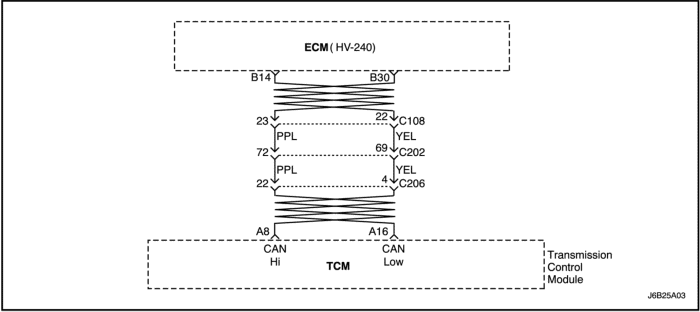 ECM( HV-240)
B14 B30
23 22 C108
PPL YEL
72 69 C202
PPL YEL
22 4 C206
A8 A16
CAN Hi CAN Low
TCM
Transmission
Control
Module
J6B25A03